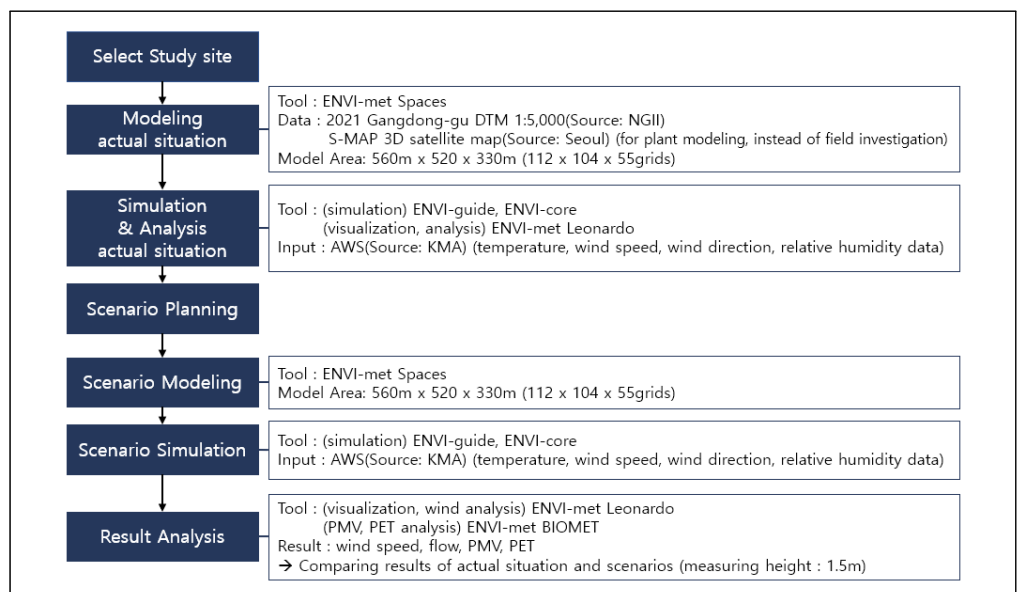 Select Study site
Modeling
actual situation
Tool : ENVI-met Spaces
Data : 2021 Gangdong-gu DTM 1:5,000(Source: NGII)
S-MAP 3D satellite map(Source: Seoul) (for plant modeling, instead of field investigation)
Model Area: 560m x 520 x 330m (112 x 104 x 55grids)
Simulation
& Analysis
actual situation
Tool : (simulation) ENVI-guide, ENVI-core
(visualization, analysis) ENVI-met Leonardo
Input : AWS(Source: KMA) (temperature, wind speed, wind direction, relative humidity data)
Scenario Planning
Scenario Modeling
Tool : ENVI-met Spaces
Model Area: 560m x 520 x 330m (112 x 104 x 55grids)
Scenario Simulation
Tool : (simulation) ENVI-guide, ENVI-core
Input : AWS(Source: KMA) (temperature, wind speed, wind direction, relative humidity data)
Result Analysis
Tool : (visualization, wind analysis) ENVI-met Leonardo
(PMV, PET analysis) ENVI-met BIOMET
Result : wind speed, flow, PMV, PET
→ Comparing results of actual situation and scenarios (measuring height : 1.5m)